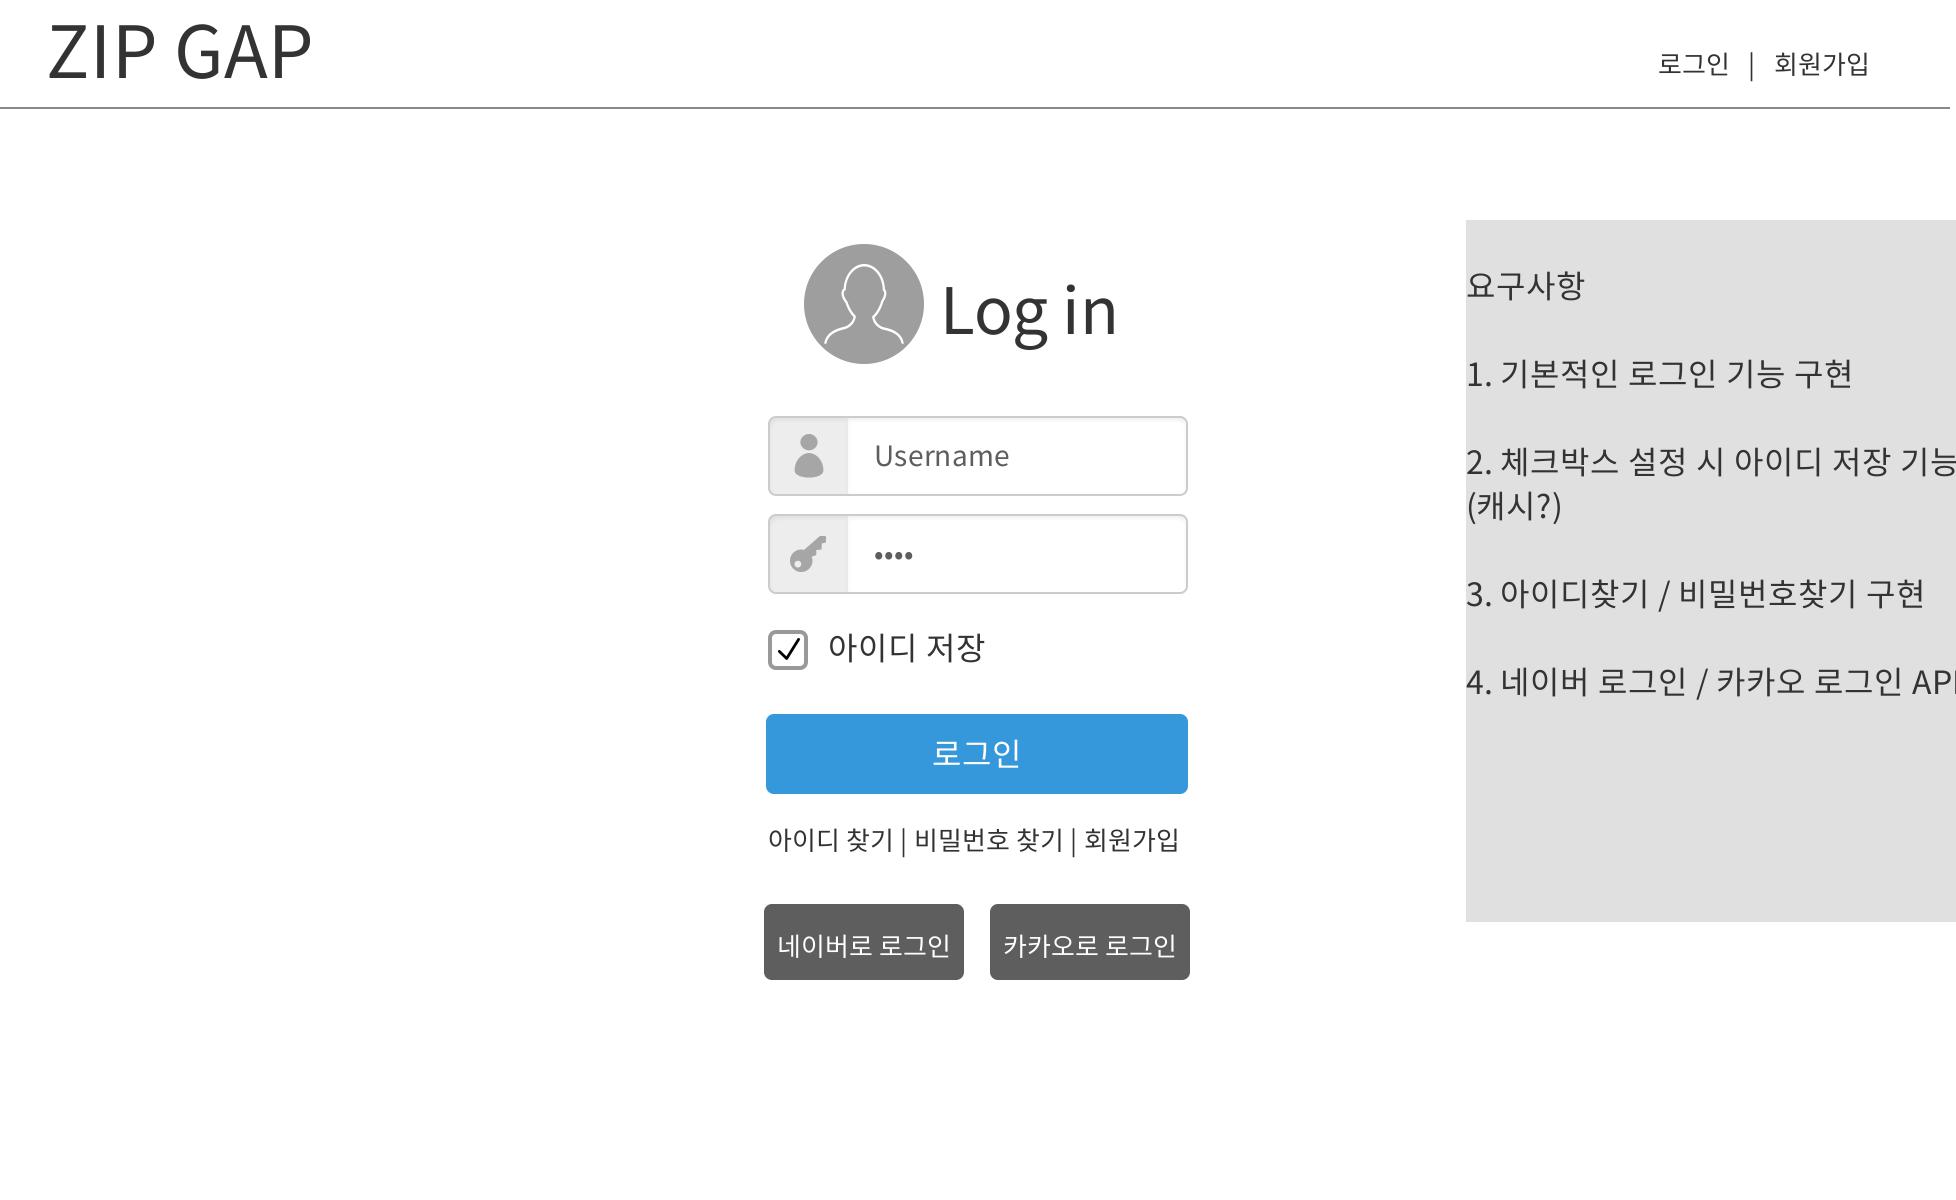 ZIP GAP
로그인 | 회원가입
Log in
Username
••••
아이디 저장
로그인
아이디 찾기 | 비밀번호 찾기 | 회원가입
네이버로 로그인
카카오로 로그인
요구사항
1. 기본적인 로그인 기능 구현
2. 체크박스 설정 시 아이디 저장 기능
(캐시?)
3. 아이디찾기 / 비밀번호찾기 구현
4. 네이버 로그인 / 카카오 로그인 API